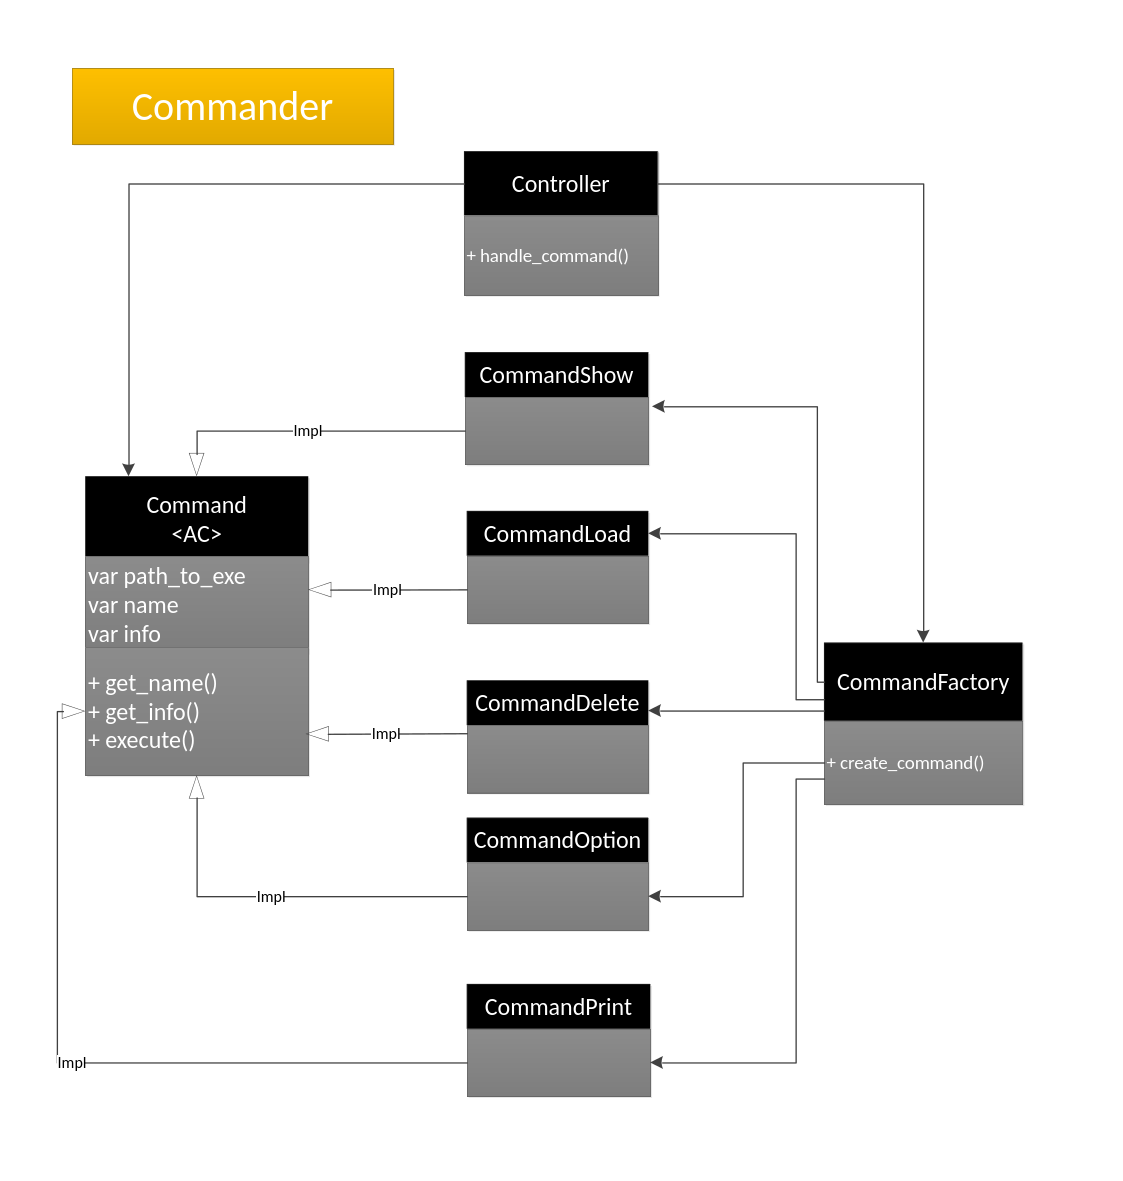 Commander
Controller
+ handle_command()
CommandShow
Impl
Command
<AC>
var path_to_exe
var name
var info
+ get_name()
+ get_info()
+ execute()
CommandLoad
Impl
CommandDelete
Impl
CommandFactory
+ create_command()
CommandOption
Impl
CommandPrint
Impl